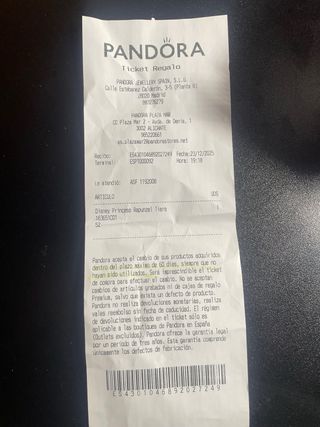 PANDORA
Ticket Regalo
PANDORA JEWELLERY SPAIN, S.L.U.
Calle Estébanez Calderón, 3-5 (Planta 8)
28020 Madrid
PANDORA PLAZA MAR
CC Plaza Mar 2 - Avda. de Denia, 1
3002 ALICANTE
965220661
es.plazamar2@pandorastores.net
Recibo: ES4301046892027249 Fecha:23/12/2025
Terminal: Hora: 19:18
Le atendió:
ARTICULO UDS
Disney Princess Rapunzel Tiara 1
52
Pandora acepta el cambio de sus productos adquiridos
dentro del plazo máximo de 60 días, siempre que no
hayan sido utilizados. Será imprescindible el ticket
de compra para efectuar el cambio. No se aceptan
cambios de artículos grabados ni de cajas de regalo
Premium, salvo que exista un defecto de producto.
Pandora no realiza devoluciones monetarias, realiza
vales reembolso sin fecha de caducidad. El régimen
de devoluciones indicado en el ticket sólo es
aplicable a las boutiques de Pandora en España
(Outlets excluidos). Pandora ofrece la garantía legal
por un periodo de tres años. Esta garantía comprende
únicamente los defectos de fabricación.
ES4301046892027249